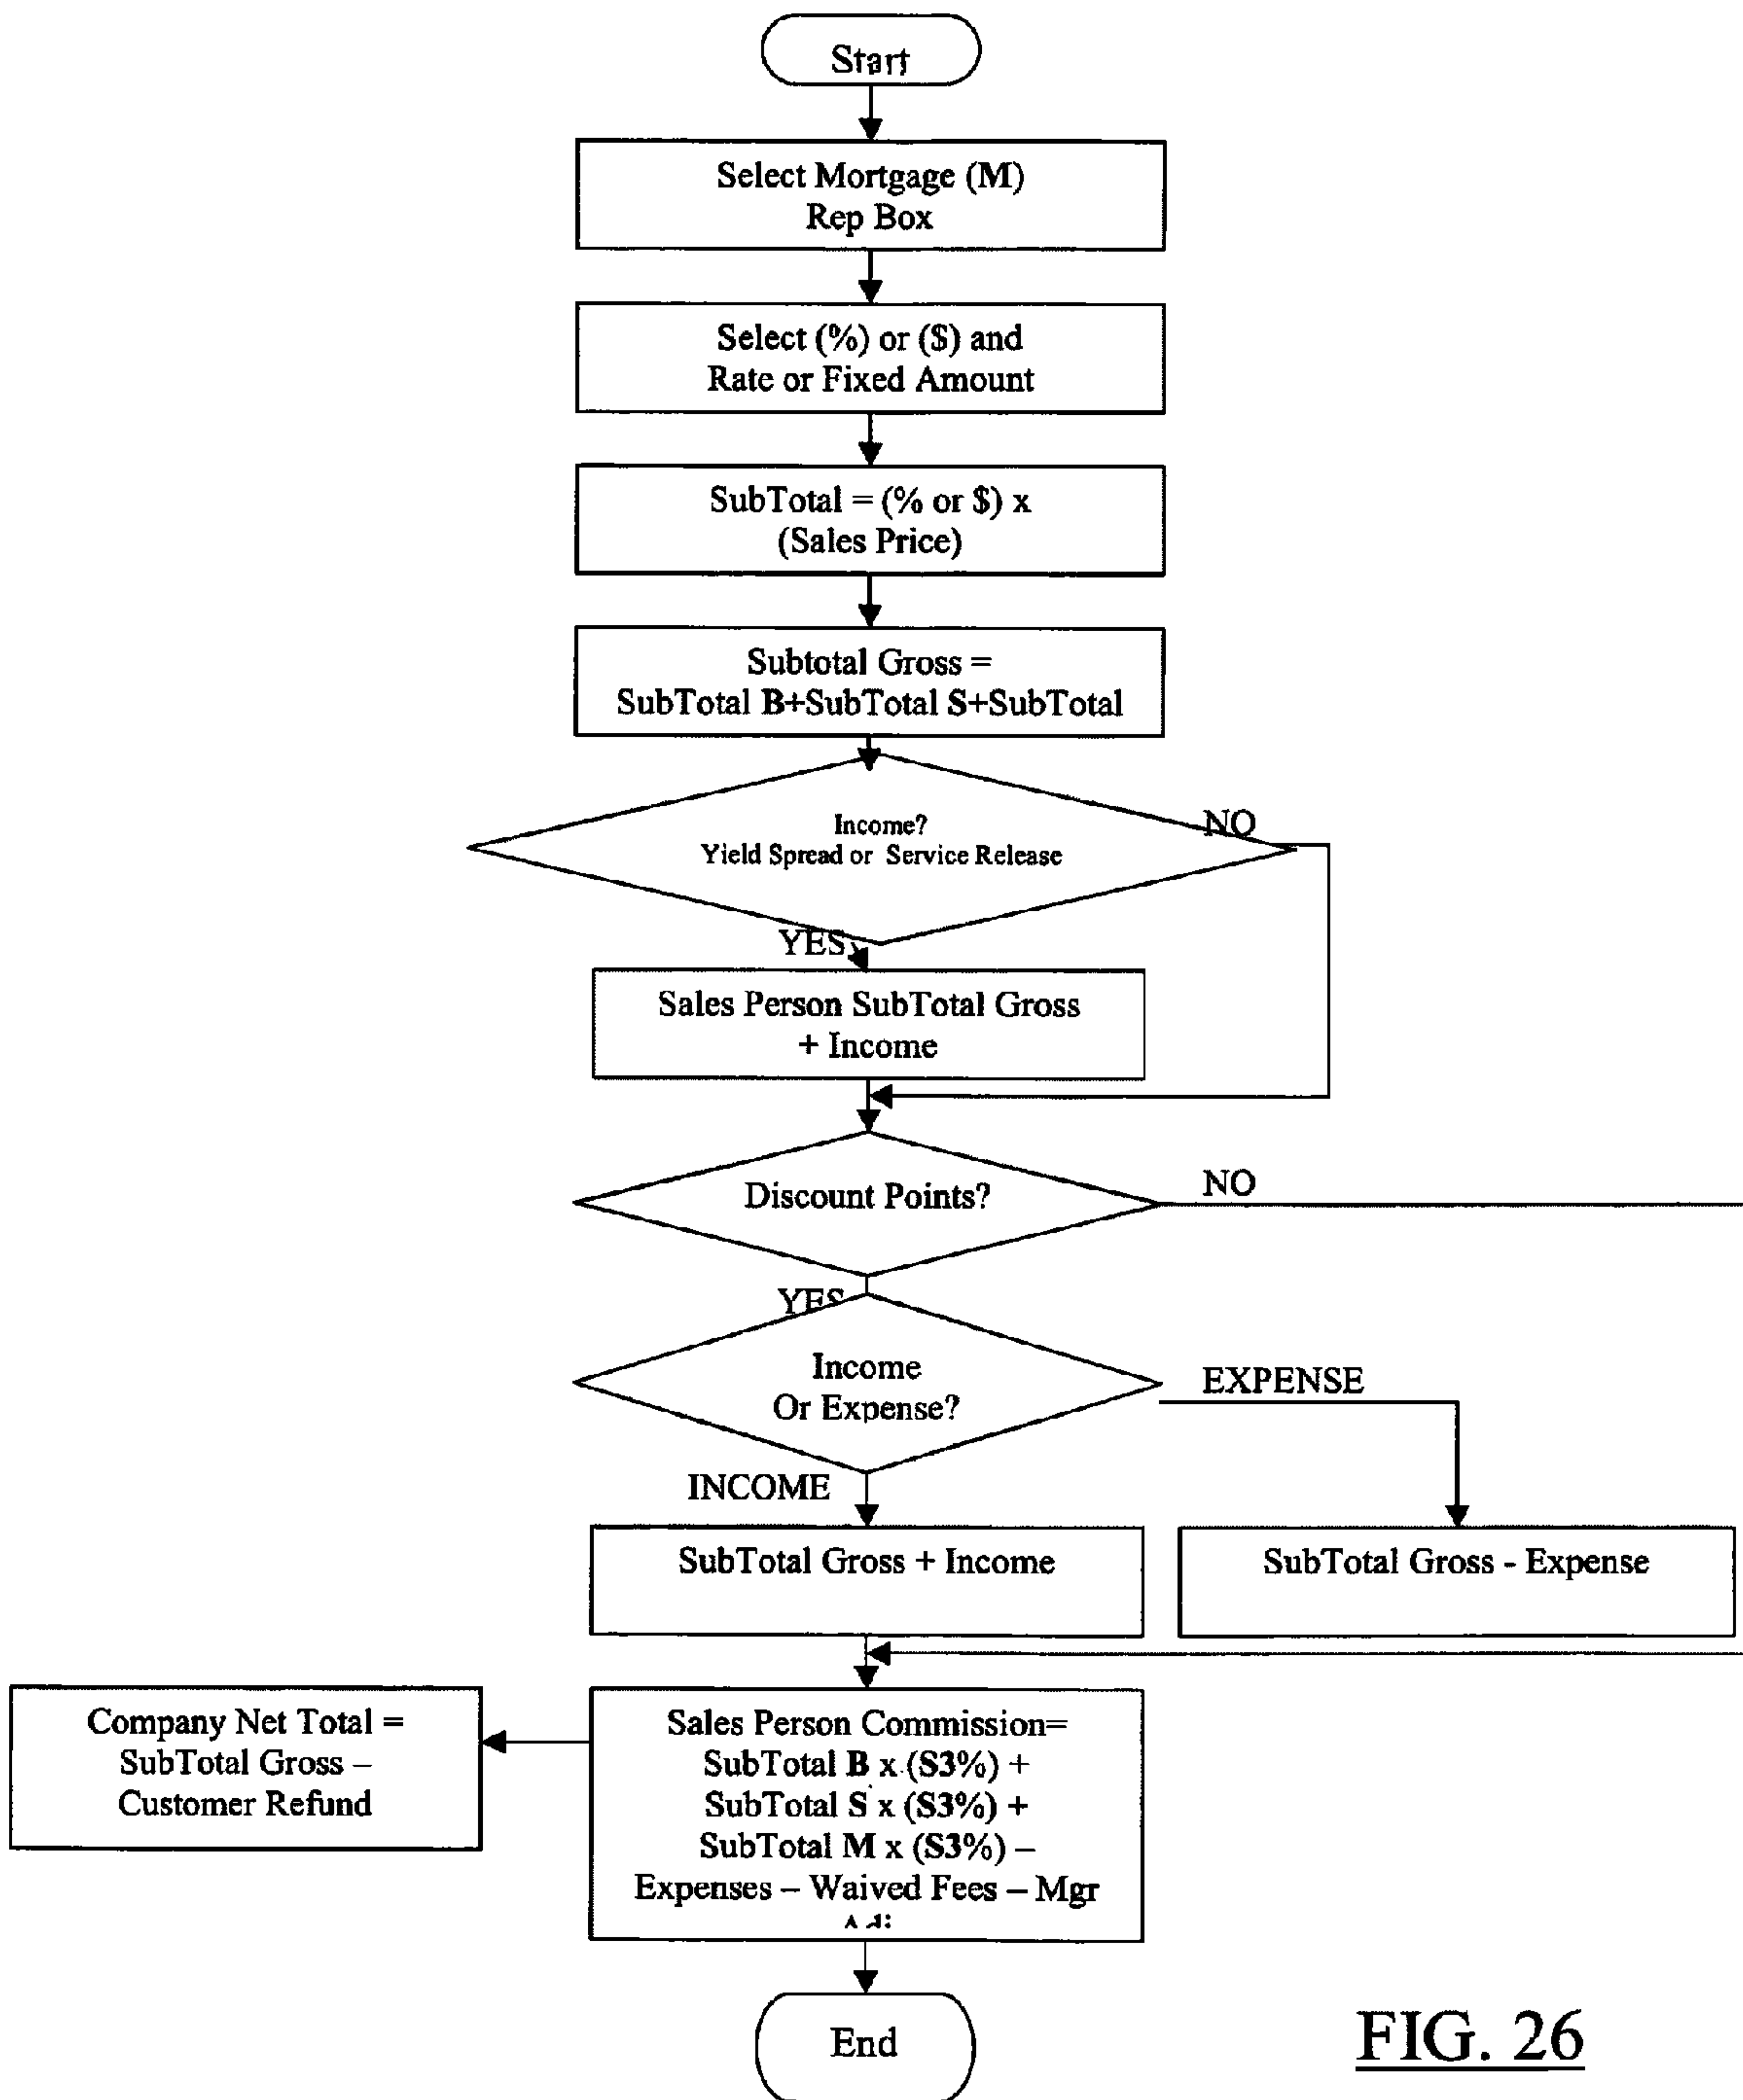 Start
Select Mortgage (M)
Rep Box
Select (%) or ($) and
Rate or Fixed Amount
SubTotal = (% or $) x
(Sales Price)
Subtotal Gross =
SubTotal B+SubTotal S+SubTotal
Income?
Yield Spread or Service Release
NO
YES
Sales Person SubTotal Gross
+ Income
Discount Points?
NO
YES
Income
Or Expense?
EXPENSE
INCOME
SubTotal Gross + Income
SubTotal Gross - Expense
Company Net Total =
SubTotal Gross –
Customer Refund
Sales Person Commission=
SubTotal B x (S3%) +
SubTotal S x (S3%) +
SubTotal M x (S3%) –
Expenses – Waived Fees – Mgr
End
FIG. 26